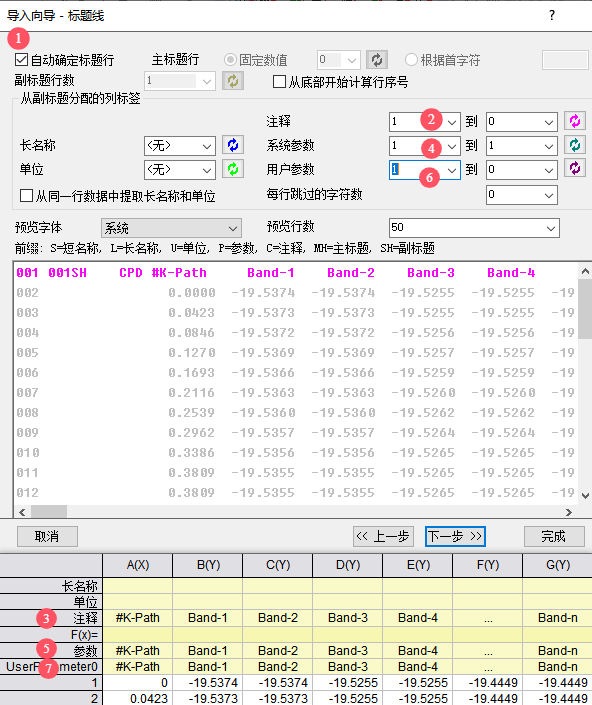 导入向导 - 标题线 ?
1
自动确定标题行 主标题行 固定数值 0 根据首字符
副标题行数 1 从底部开始计算行序号
从副标题分配的列标签
注释 1 2 到 0
长名称 <无> 系统参数 1 4 到 1
单位 <无> 用户参数 1 6 到 0
从同一行数据中提取长名称和单位 每行跳过的字符数 0
预览字体 系统 预览行数 50
前缀: S=短名称, L=长名称, U=单位, P=参数, C=注释, MH=主标题, SH=副标题
001 001SH CPD #K-Path Band-1 Band-2 Band-3 Band-4
002 0.0000 -19.5374 -19.5374 -19.5255 -19.5255 -19
003 0.0423 -19.5373 -19.5373 -19.5255 -19.5255 -19
004 0.0846 -19.5372 -19.5372 -19.5256 -19.5256 -19
005 0.1270 -19.5369 -19.5369 -19.5257 -19.5257 -19
006 0.1693 -19.5366 -19.5366 -19.5259 -19.5259 -19
007 0.2116 -19.5363 -19.5363 -19.5260 -19.5260 -19
008 0.2539 -19.5360 -19.5360 -19.5262 -19.5262 -19
009 0.2962 -19.5357 -19.5357 -19.5264 -19.5264 -19
010 0.3386 -19.5356 -19.5356 -19.5265 -19.5265 -19
011 0.3809 -19.5355 -19.5355 -19.5265 -19.5265 -19
012 0.3809 -19.5355 -19.5355 -19.5265 -19.5265 -19
取消 << 上一步 下一步 >> 完成
A(X) B(Y) C(Y) D(Y) E(Y) F(Y) G(Y)
长名称
单位
3 注释 #K-Path Band-1 Band-2 Band-3 Band-4 ... Band-n
F(x)=
5 参数 #K-Path Band-1 Band-2 Band-3 Band-4 ... Band-n
7 UserParameter0 #K-Path Band-1 Band-2 Band-3 Band-4 ... Band-n
1 0 -19.5374 -19.5374 -19.5255 -19.5255 -19.4449 -19.4449
2 0.0423 -19.5373 -19.5373 -19.5255 -19.5255 -19.4449 -19.4449